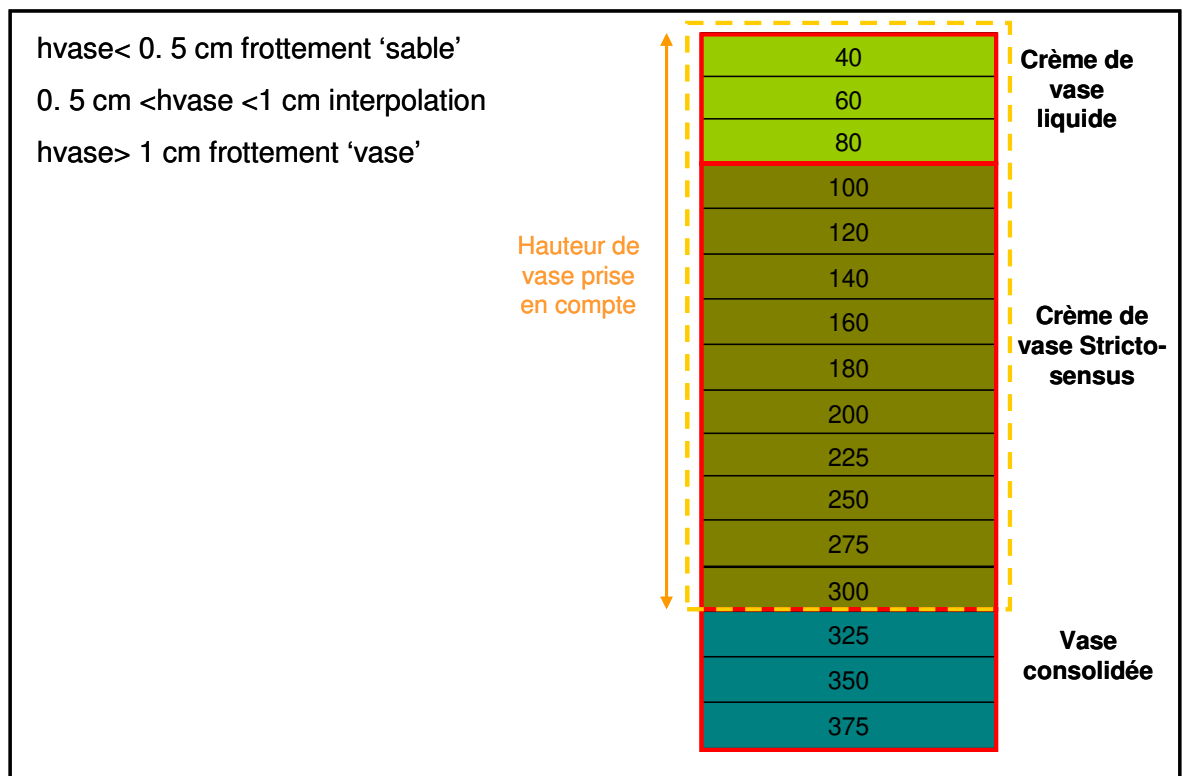 hvase< 0. 5 cm frottement ‘sable’
0. 5 cm <hvase <1 cm interpolation
hvase> 1 cm frottement ‘vase’
Hauteur de
vase prise
en compte
40
60
80
100
120
140
160
180
200
225
250
275
300
325
350
375
Crème de
vase
liquide
Crème de
vase Stricto-
sensus
Vase
consolidée